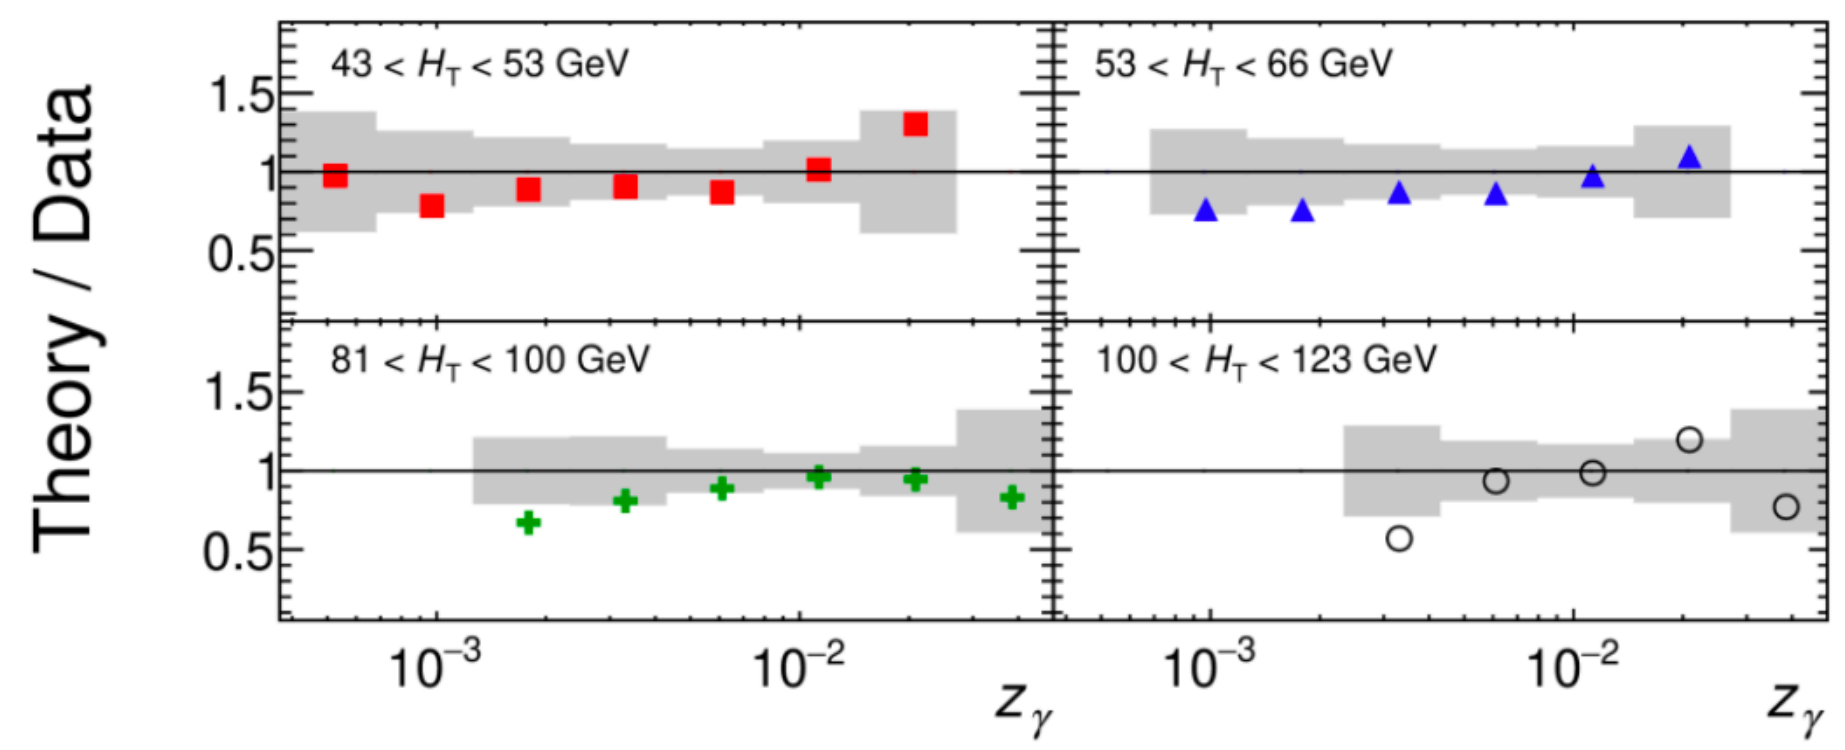 Theory / Data
43 < H_T < 53 GeV
53 < H_T < 66 GeV
1.5
1
0.5
81 < H_T < 100 GeV
100 < H_T < 123 GeV
1.5
1
0.5
10⁻³
10⁻²
10⁻³
10⁻²
z_γ
z_γ